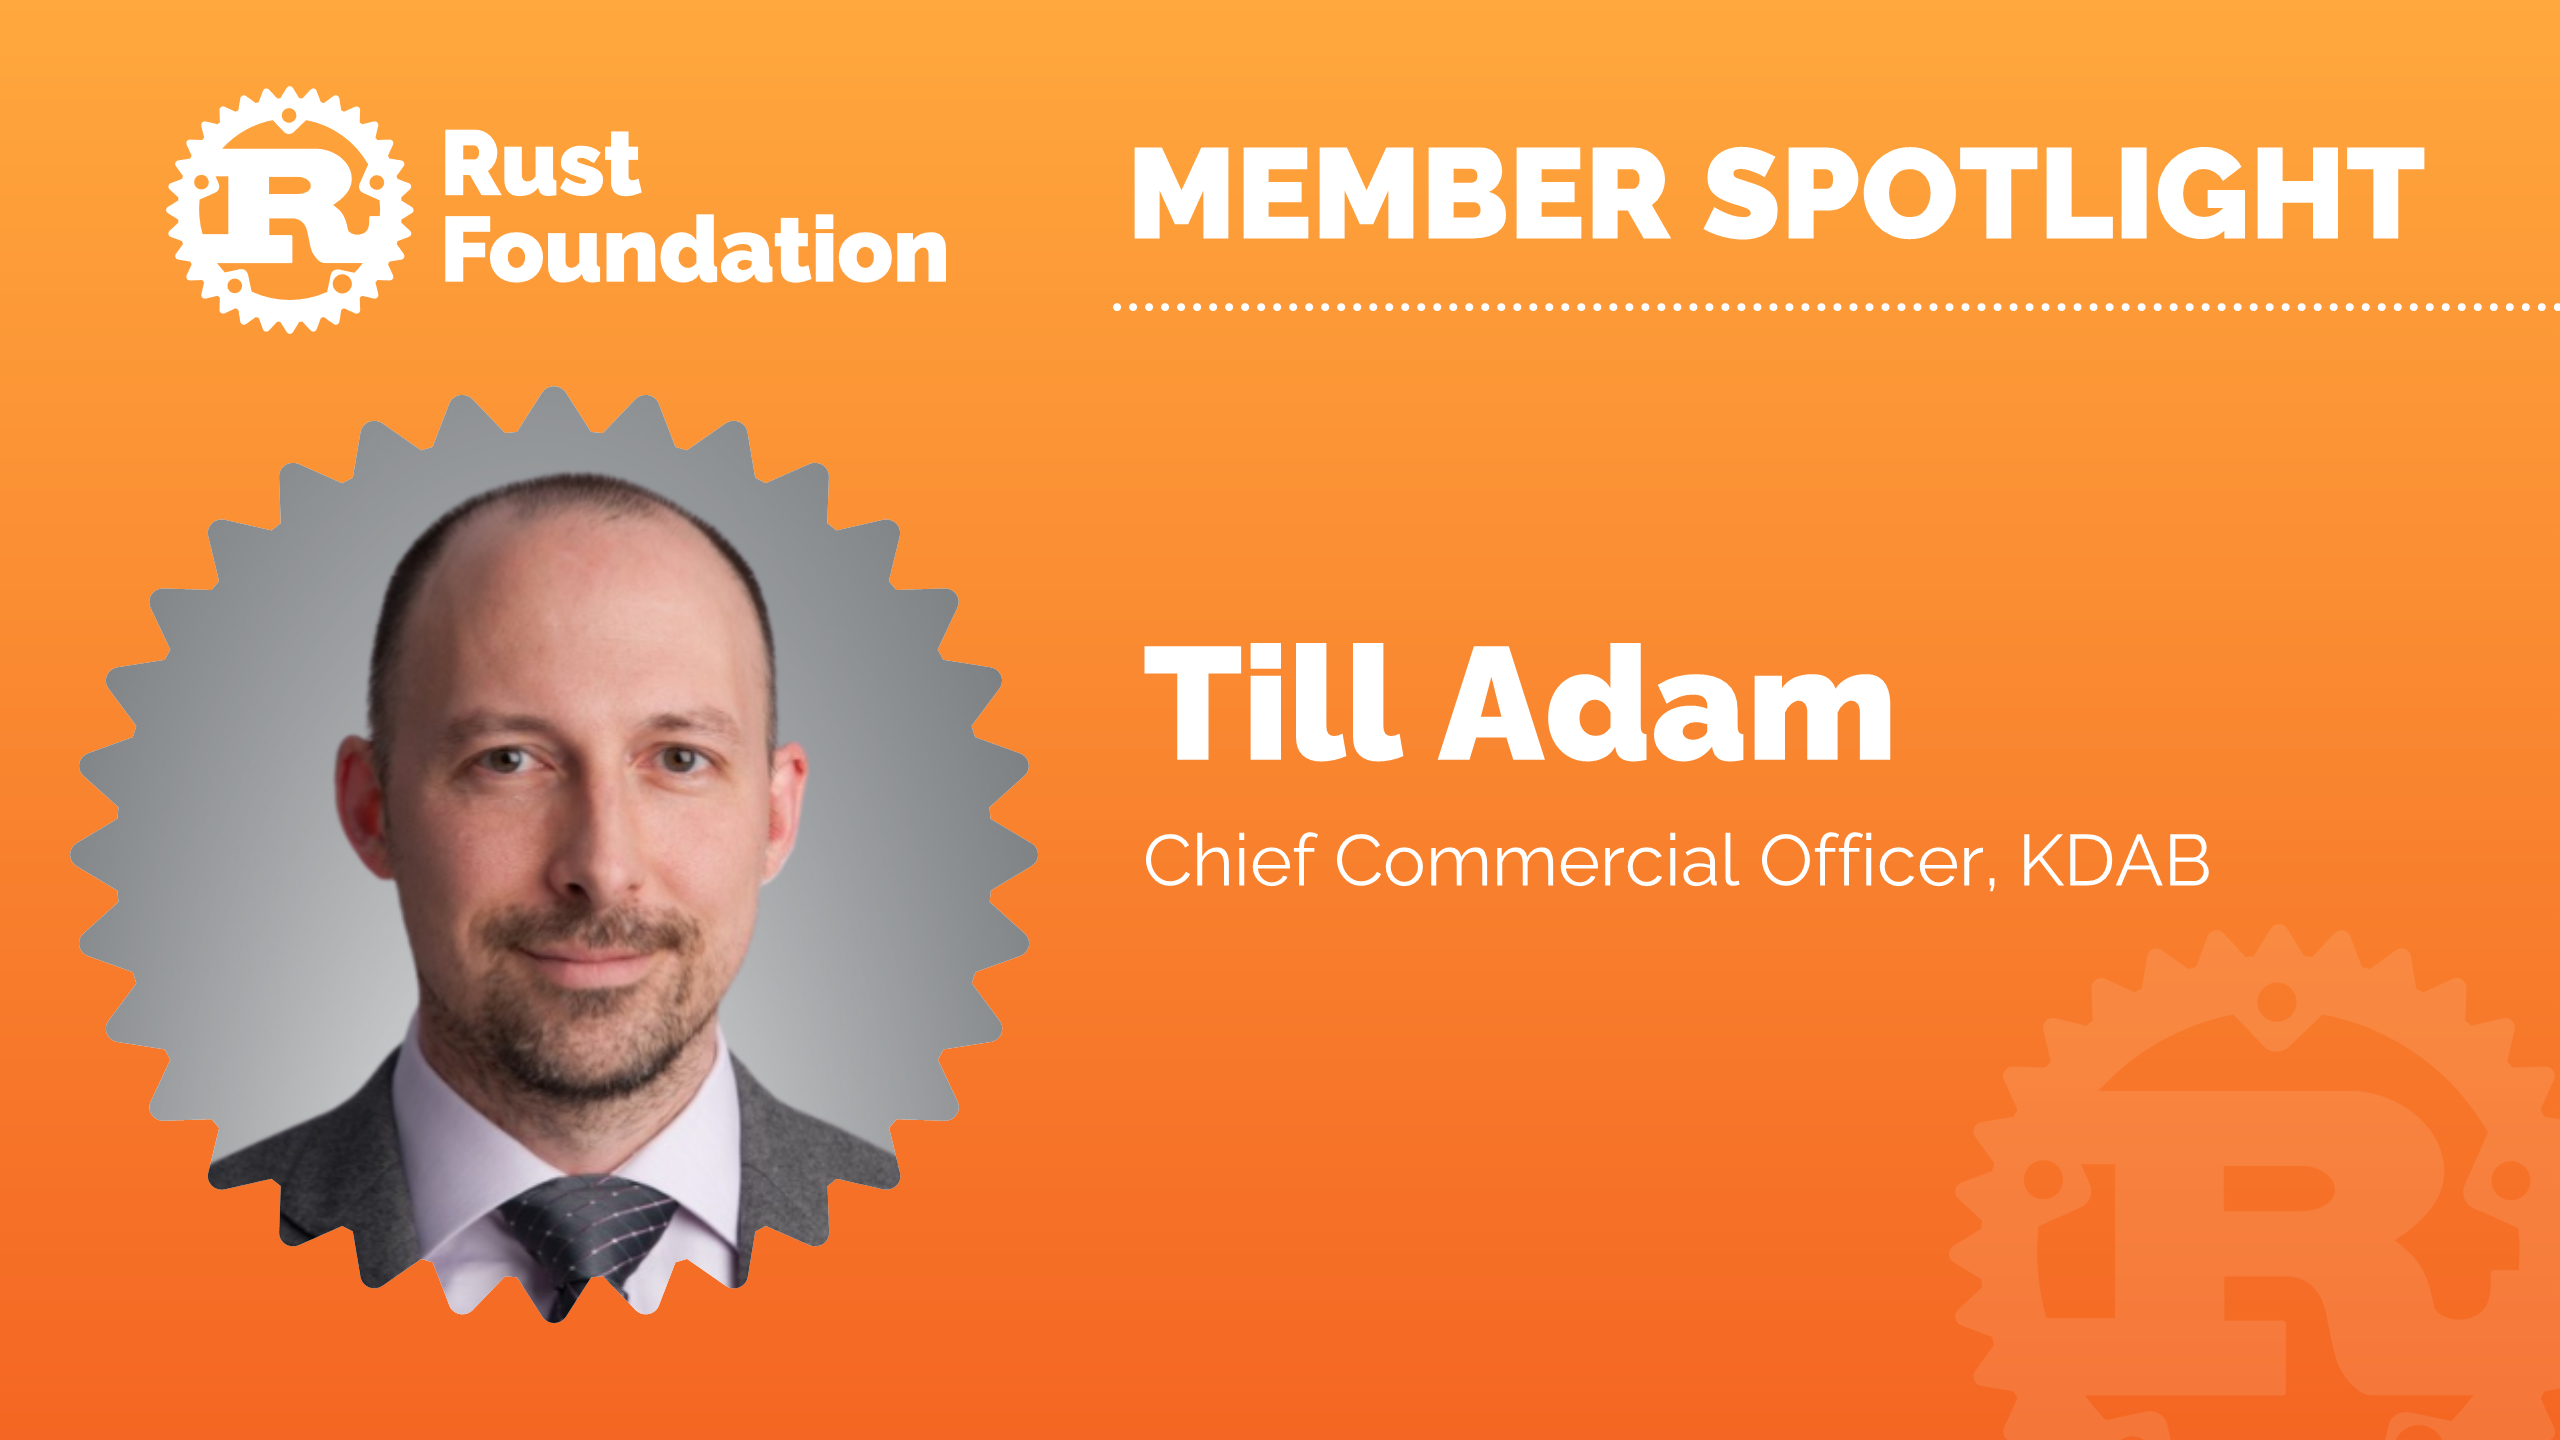 Rust
Foundation
MEMBER SPOTLIGHT
Till Adam
Chief Commercial Officer, KDAB